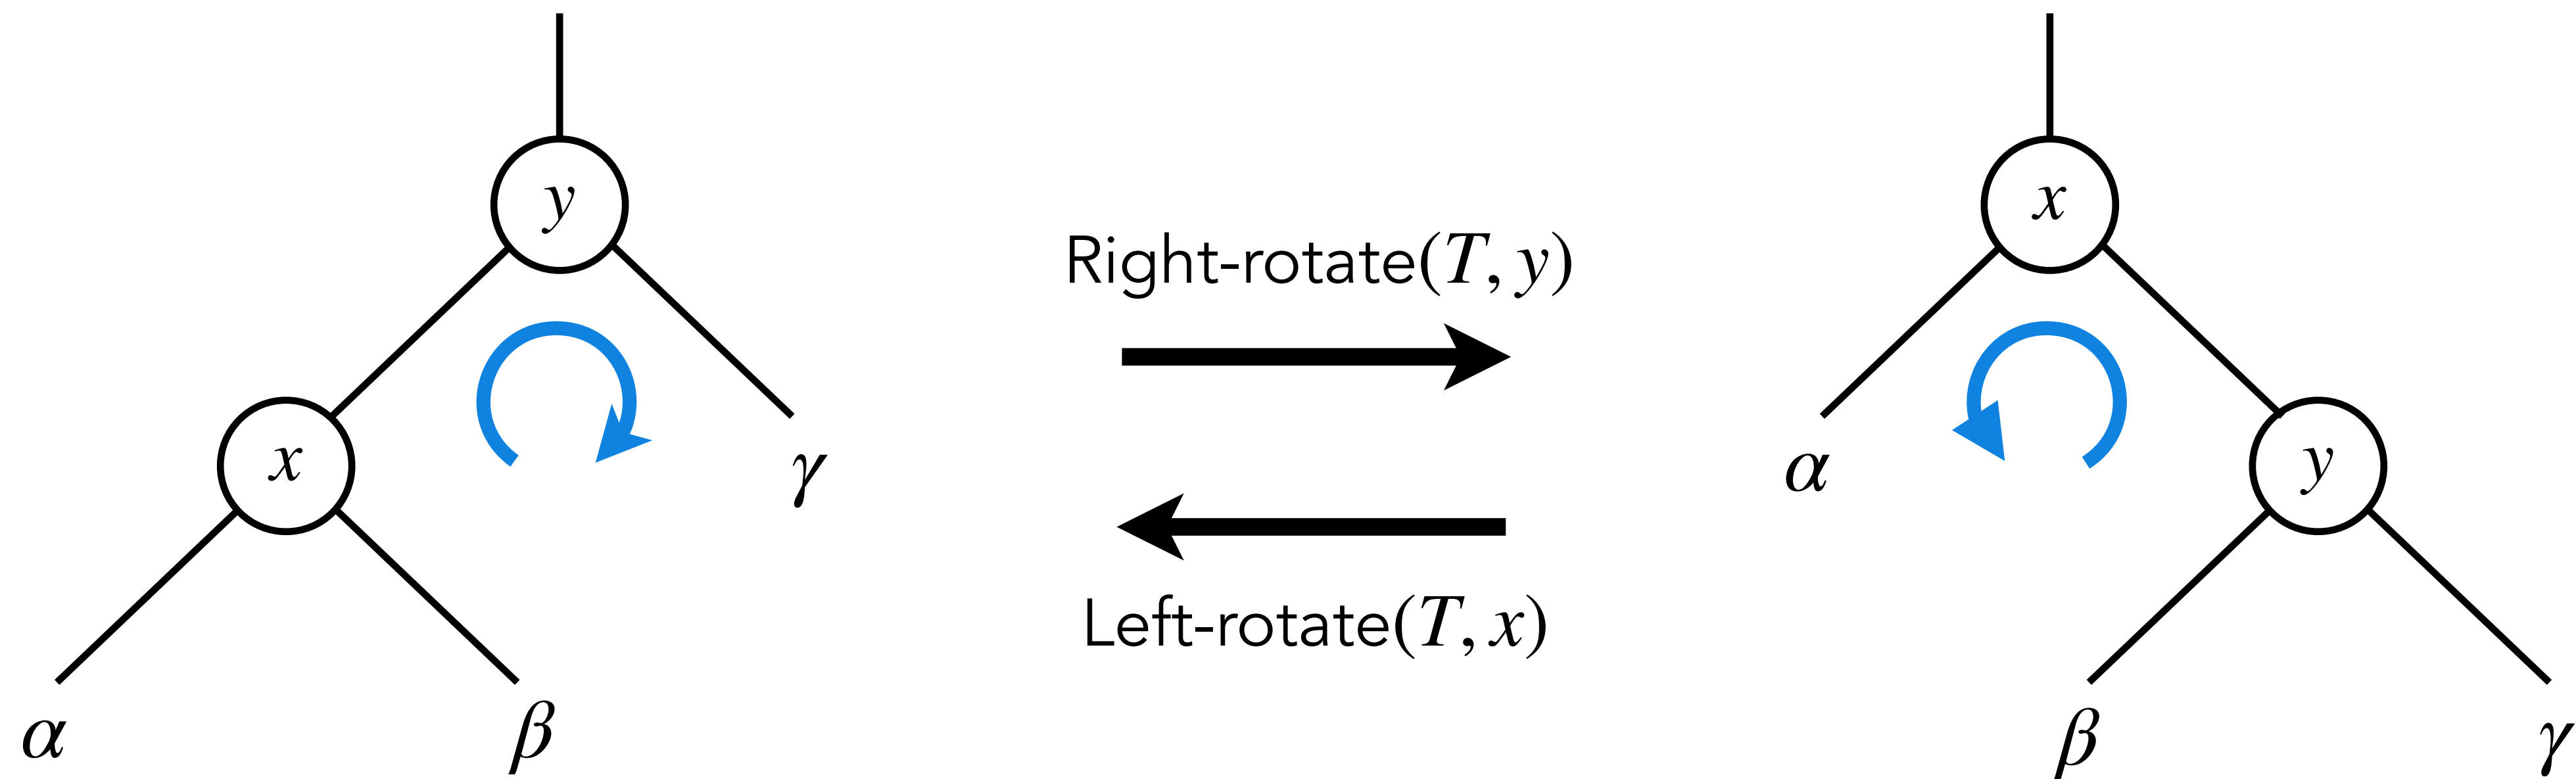 y
x
α
β
γ
Right-rotate(T, y)
Left-rotate(T, x)
x
α
y
β
γ